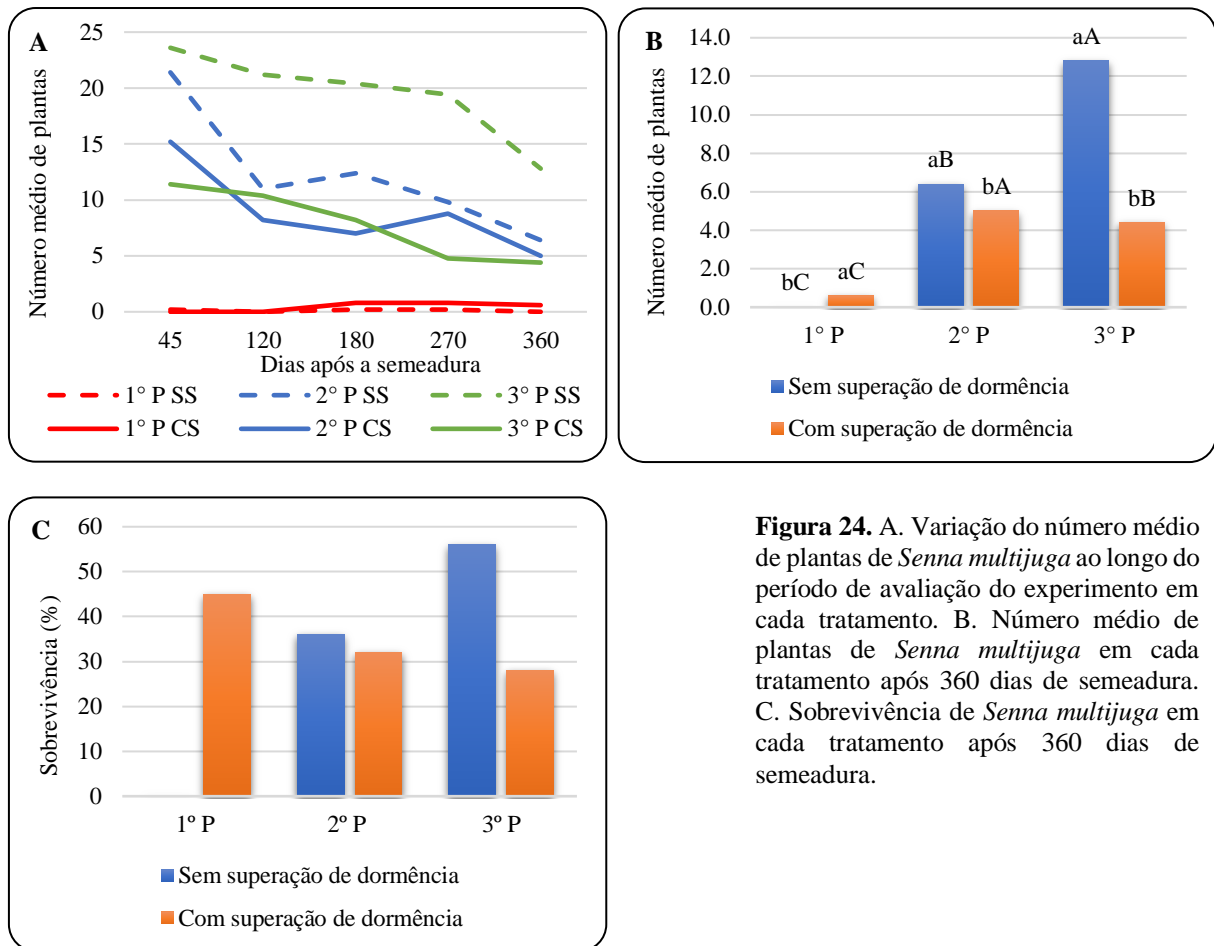 A
25
20
15
10
5
0
Número médio de plantas
45 120 180 270 360
Dias após a semeadura
1° P SS 2° P SS 3° P SS
1° P CS 2° P CS 3° P CS
B
14.0
12.0
10.0
8.0
6.0
4.0
2.0
0.0
Número médio de plantas
bC aC aB bA aA bB
1° P 2° P 3° P
Sem superação de dormência
Com superação de dormência
C
60
50
40
30
20
10
0
Sobrevivência (%)
1º P 2º P 3º P
Sem superação de dormência
Com superação de dormência
Figura 24. A. Variação do número médio
de plantas de Senna multijuga ao longo do
período de avaliação do experimento em
cada tratamento. B. Número médio de
plantas de Senna multijuga em cada
tratamento após 360 dias de semeadura.
C. Sobrevivência de Senna multijuga em
cada tratamento após 360 dias de
semeadura.